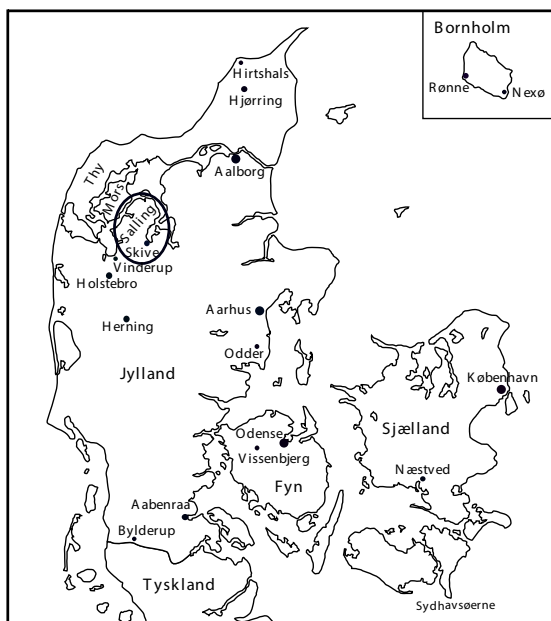 Bornholm
Rønne
Nexø
Hirtshals
Hjørring
Aalborg
Thy
Mors
Salling
Skive
Vinderup
Holstebro
Herning
Aarhus
Odder
Jylland
København
Sjælland
Odense
Vissenbjerg
Næstved
Fyn
Aabenraa
Bylderup
Tyskland
Sydhavsøerne